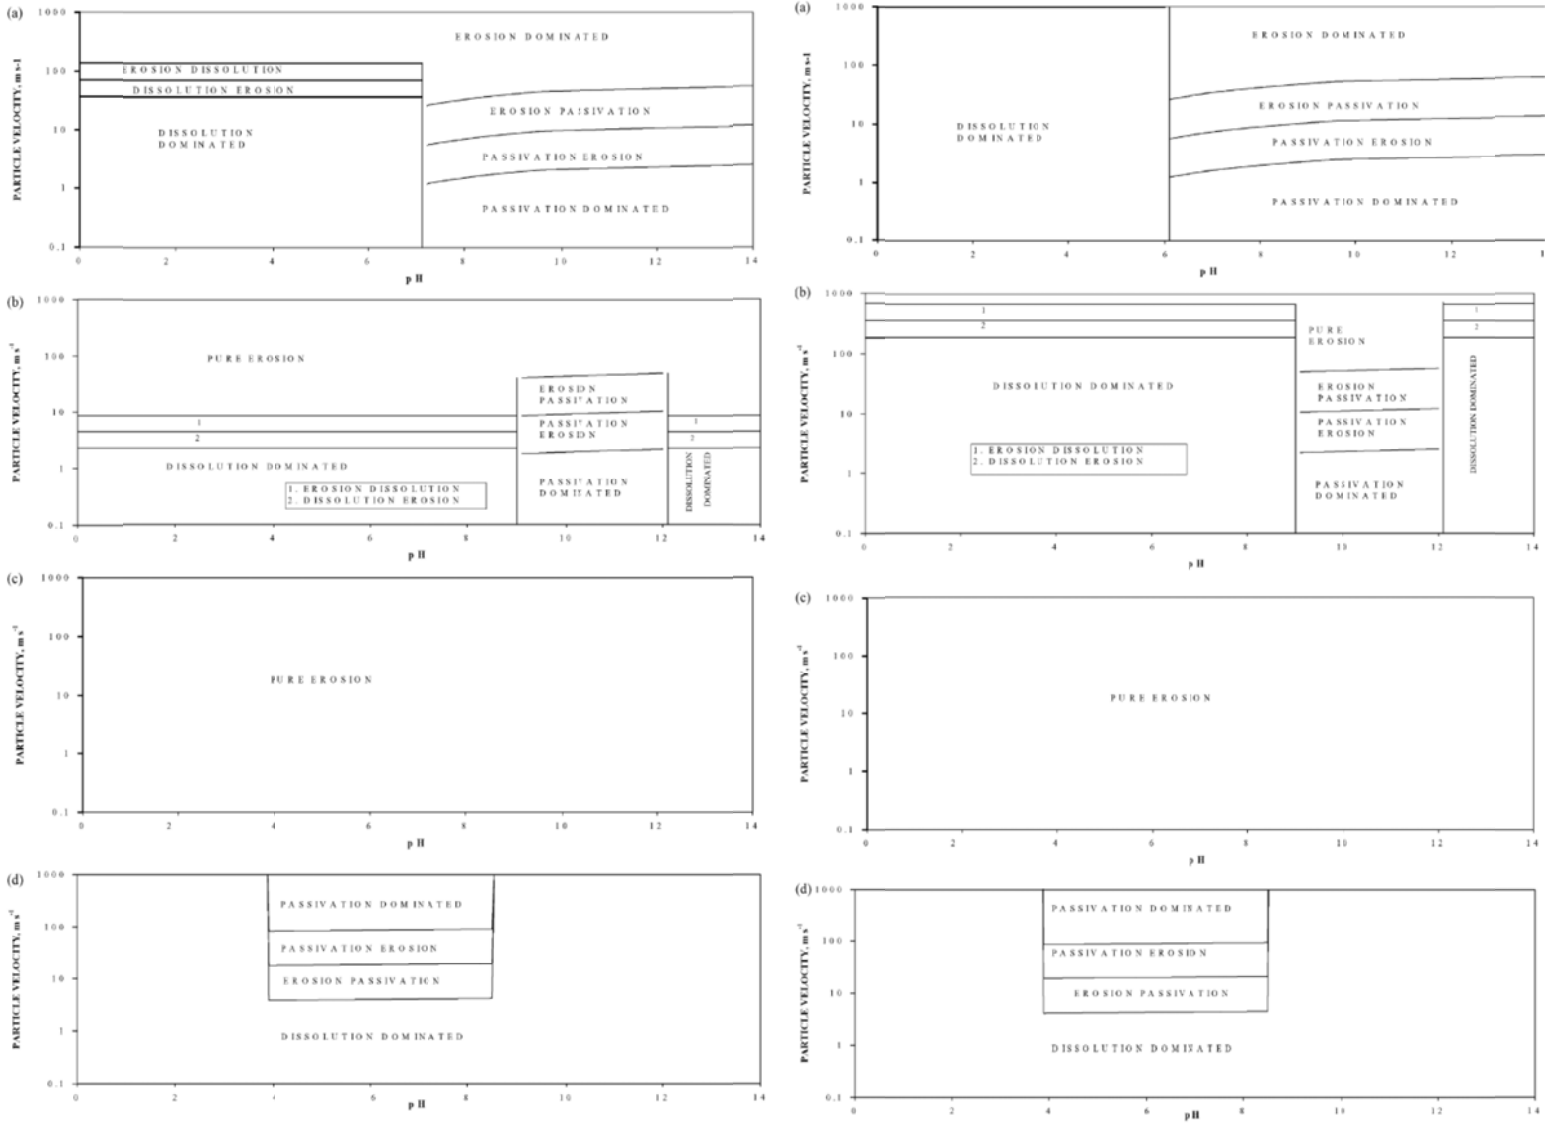 (a)
1000
100
10
1
0.1
PARTICLE VELOCITY, ms-1
EROSION DOMINATED
EROSION DISSOLUTION
DISSOLUTION EROSION
DISSOLUTION
DOMINATED
EROSION PASSIVATION
PASSIVATION EROSION
PASSIVATION DOMINATED
0 2 4 6 8 10 12 14
pH
(b)
1000
100
10
1
0.1
PARTICLE VELOCITY, ms-1
PURE EROSION
1
2
DISSOLUTION DOMINATED
1. EROSION DISSOLUTION
2. DISSOLUTION EROSION
EROSION
PASSIVATION
PASSIVATION
EROSION
PASSIVATION
DOMINATED
1
2
DISSOLUTION
DOMINATED
0 2 4 6 8 10 12 14
pH
(c)
1000
100
10
1
0.1
PARTICLE VELOCITY, ms-1
PURE EROSION
0 2 4 6 8 10 12 14
pH
(d)
1000
100
10
1
0.1
PARTICLE VELOCITY, ms-1
PASSIVATION DOMINATED
PASSIVATION EROSION
EROSION PASSIVATION
DISSOLUTION DOMINATED
0 2 4 6 8 10 12 14
pH
(a)
1000
100
10
1
0.1
PARTICLE VELOCITY, ms-1
EROSION DOMINATED
DISSOLUTION
DOMINATED
EROSION PASSIVATION
PASSIVATION EROSION
PASSIVATION DOMINATED
0 2 4 6 8 10 12 14
pH
(b)
1000
100
10
1
0.1
PARTICLE VELOCITY, ms-1
1
2
DISSOLUTION DOMINATED
1. EROSION DISSOLUTION
2. DISSOLUTION EROSION
PURE
EROSION
EROSION
PASSIVATION
PASSIVATION
EROSION
PASSIVATION
DOMINATED
1
2
DISSOLUTION DOMINATED
0 2 4 6 8 10 12 14
pH
(c)
1000
100
10
1
0.1
PARTICLE VELOCITY, ms-1
PURE EROSION
0 2 4 6 8 10 12 14
pH
(d)
1000
100
10
1
0.1
PARTICLE VELOCITY, ms-1
PASSIVATION DOMINATED
PASSIVATION EROSION
EROSION PASSIVATION
DISSOLUTION DOMINATED
0 2 4 6 8 10 12 14
pH